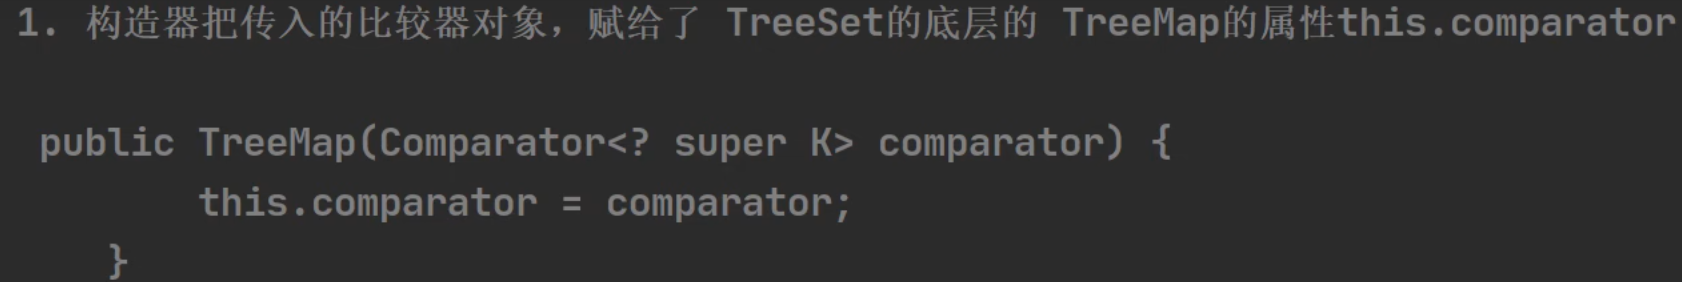 1. 构造器把传入的比较器对象，赋给了 TreeSet的底层的 TreeMap的属性this.comparator
public TreeMap(Comparator<? super K> comparator) {
this.comparator = comparator;
}